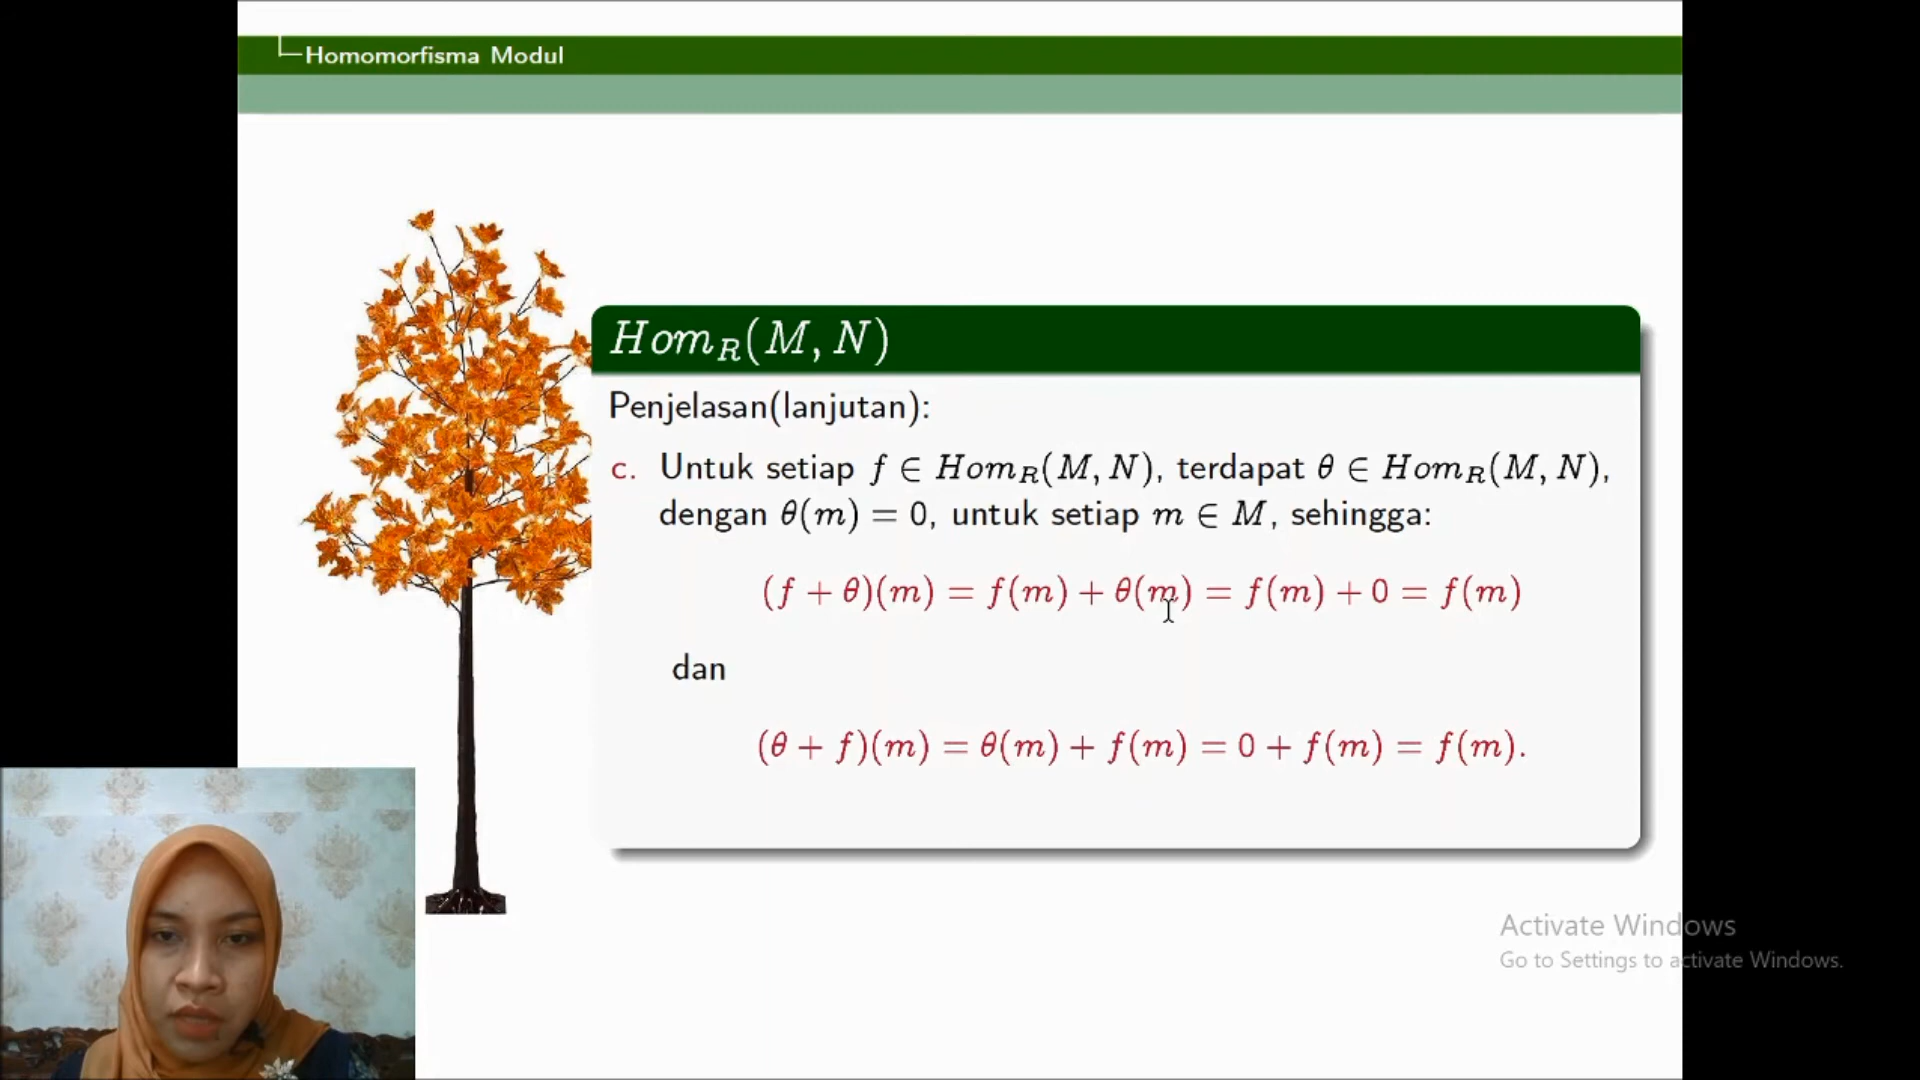 Homomorfisma Modul
Hom_R(M, N)
Penjelasan(lanjutan):
c. Untuk setiap f ∈ Hom_R(M, N), terdapat θ ∈ Hom_R(M, N),
dengan θ(m) = 0, untuk setiap m ∈ M, sehingga:
(f + θ)(m) = f(m) + θ(m) = f(m) + 0 = f(m)
dan
(θ + f)(m) = θ(m) + f(m) = 0 + f(m) = f(m).
Activate Windows
Go to Settings to activate Windows.